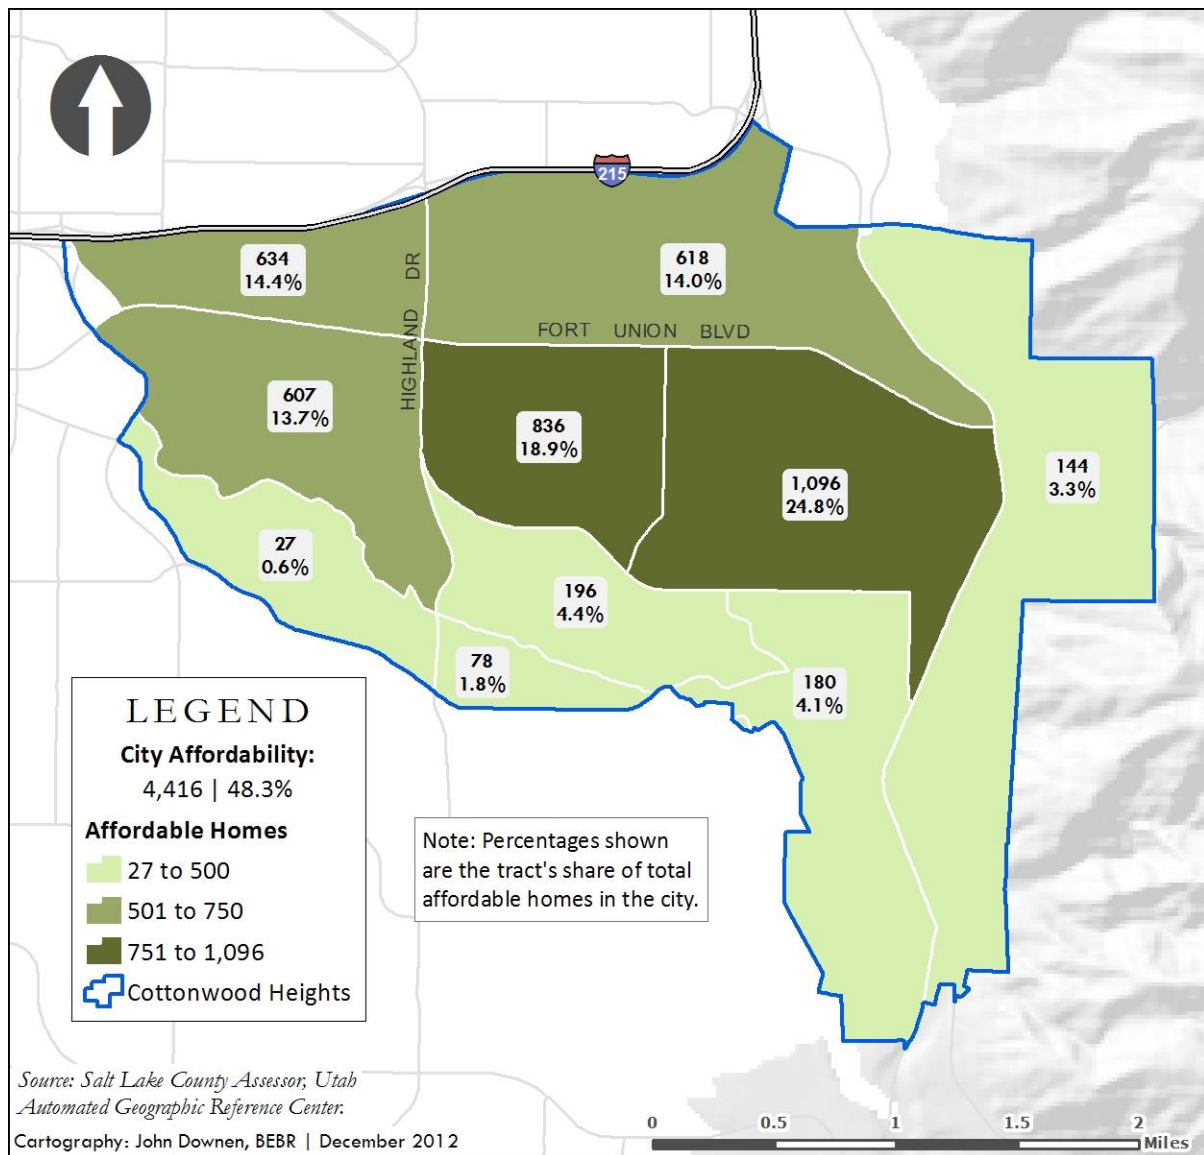 215
HIGHLAND DR
FORT UNION BLVD
634
14.4%
618
14.0%
607
13.7%
836
18.9%
1,096
24.8%
144
3.3%
27
0.6%
196
4.4%
78
1.8%
180
4.1%
LEGEND
City Affordability:
4,416 | 48.3%
Affordable Homes
27 to 500
501 to 750
751 to 1,096
Cottonwood Heights
Note: Percentages shown
are the tract's share of total
affordable homes in the city.
Source: Salt Lake County Assessor, Utah
Automated Geographic Reference Center.
Cartography: John Downen, BEBR | December 2012
0 0.5 1 1.5 2
Miles